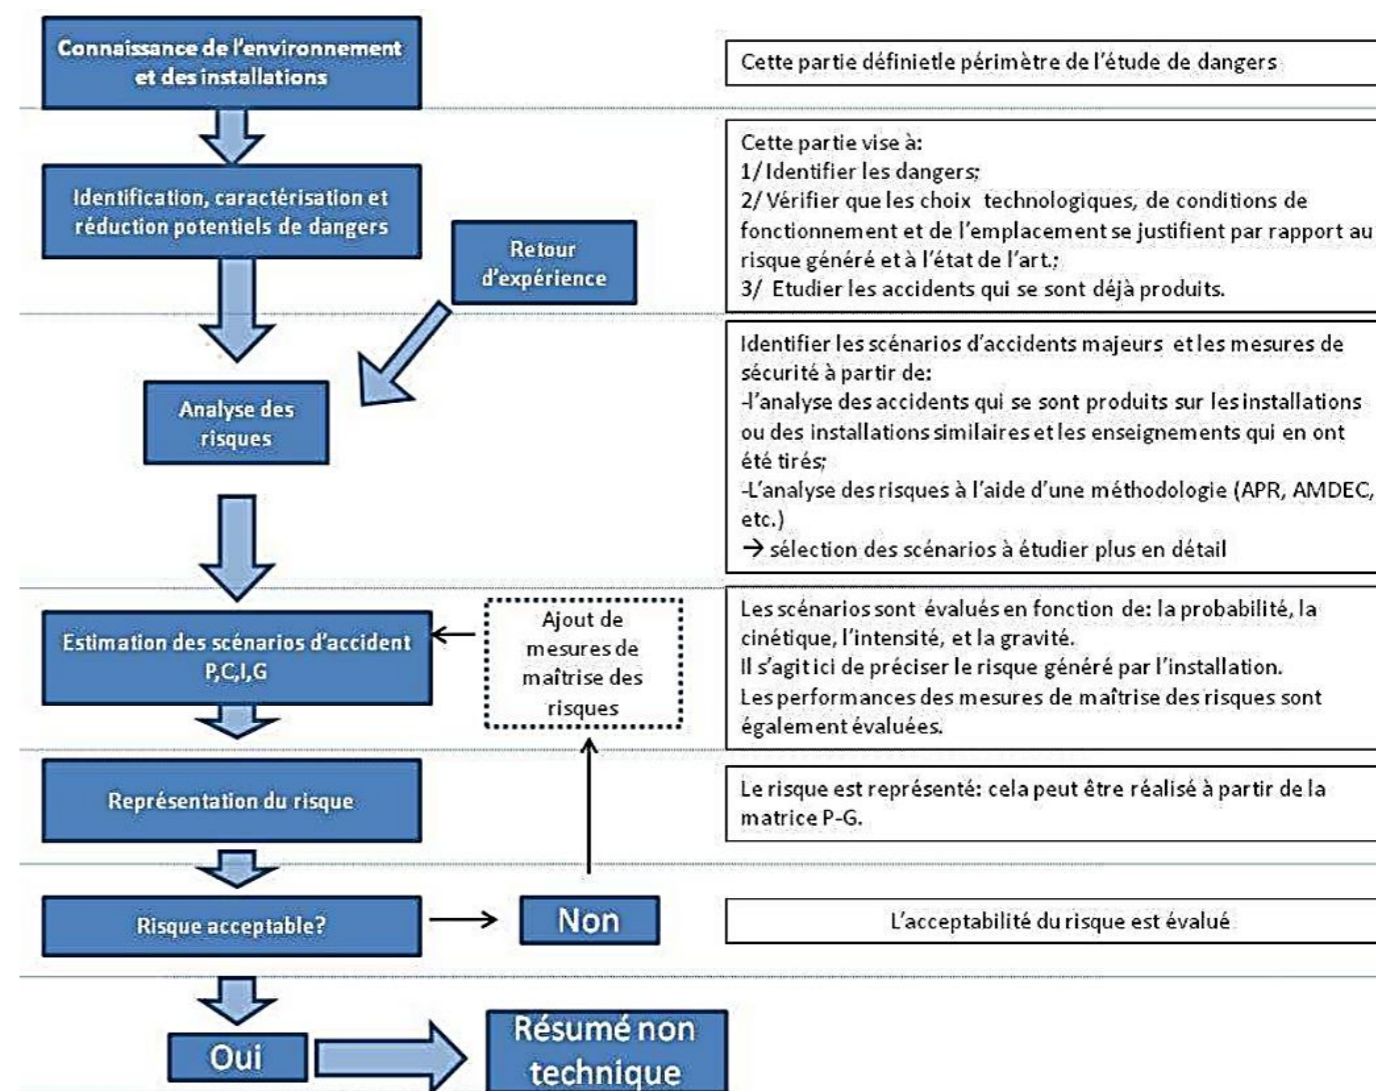 Connaissance de l'environnement
et des installations
Cette partie définietle périmètre de l'étude de dangers
Identification, caractérisation et
réduction potentiels de dangers
Retour
d'expérience
Cette partie vise à:
1/ Identifier les dangers;
2/ Vérifier que les choix technologiques, de conditions de
fonctionnement et de l'emplacement se justifient par rapport au
risque généré et à l'état de l'art.;
3/ Etudier les accidents qui se sont déjà produits.
Analyse des
risques
Identifier les scénarios d'accidents majeurs et les mesures de
sécurité à partir de:
-l'analyse des accidents qui se sont produits sur les installations
ou des installations similaires et les enseignements qui en ont
été tirés;
-L'analyse des risques à l'aide d'une méthodologie (APR, AMDEC,
etc.)
→ sélection des scénarios à étudier plus en détail
Estimation des scénarios d'accident
P,C,I,G
Ajout de
mesures de
maîtrise des
risques
Les scénarios sont évalués en fonction de: la probabilité, la
cinétique, l'intensité, et la gravité.
Il s'agit ici de préciser le risque généré par l'installation.
Les performances des mesures de maîtrise des risques sont
également évaluées.
Représentation du risque
Le risque est représenté: cela peut être réalisé à partir de la
matrice P-G.
Risque acceptable?
Non
L'acceptabilité du risque est évalué
Oui
Résumé non
technique